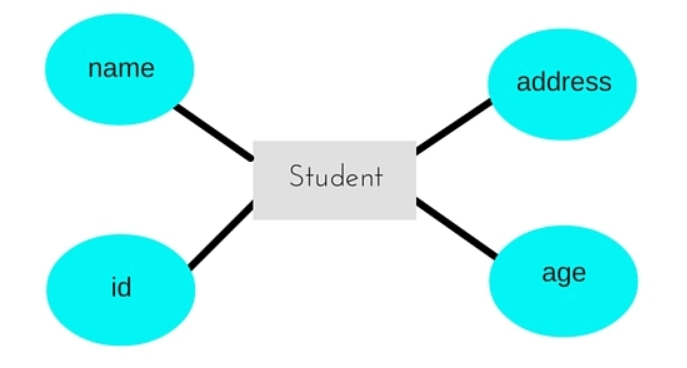 name
address
Student
id
age